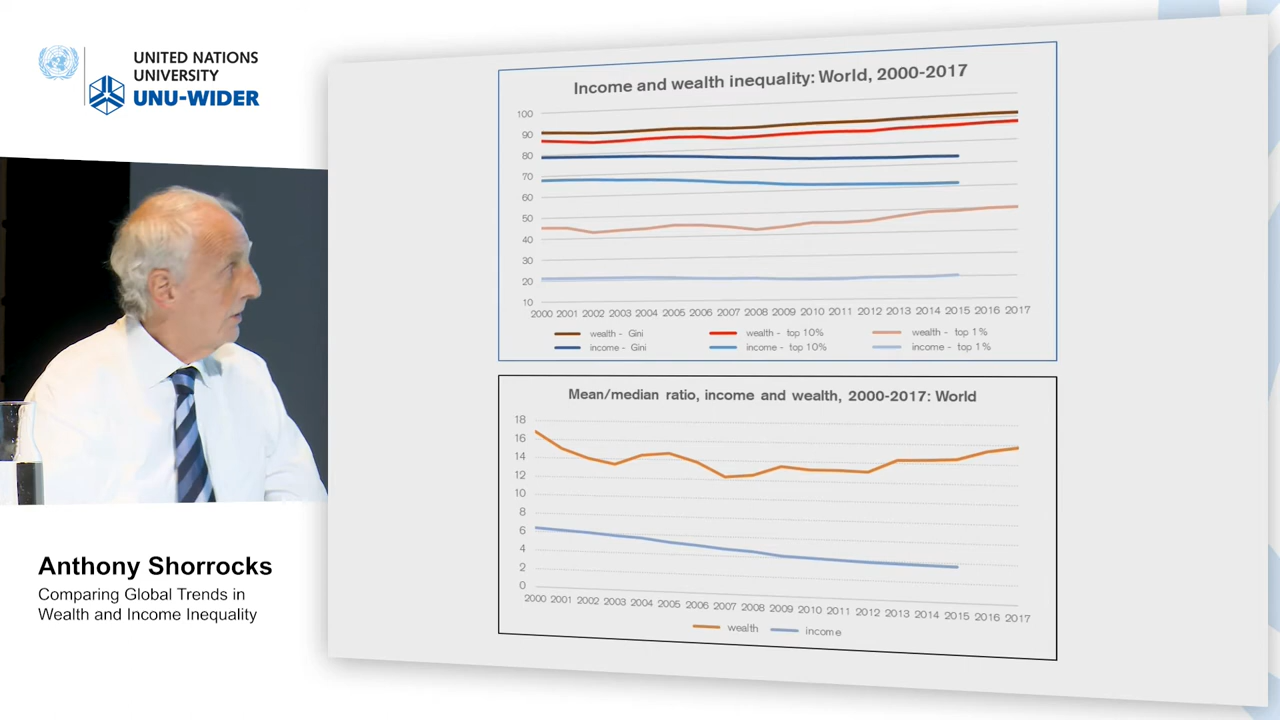 UNITED NATIONS
UNIVERSITY
UNU-WIDER
Anthony Shorrocks
Comparing Global Trends in
Wealth and Income Inequality
Income and wealth inequality: World, 2000-2017
100
90
80
70
60
50
40
30
20
10
2000 2001 2002 2003 2004 2005 2006 2007 2008 2009 2010 2011 2012 2013 2014 2015 2016 2017
wealth - Gini wealth - top 10% wealth - top 1%
income - Gini income - top 10% income - top 1%
Mean/median ratio, income and wealth, 2000-2017: World
18
16
14
12
10
8
6
4
2
0
2000 2001 2002 2003 2004 2005 2006 2007 2008 2009 2010 2011 2012 2013 2014 2015 2016 2017
wealth income